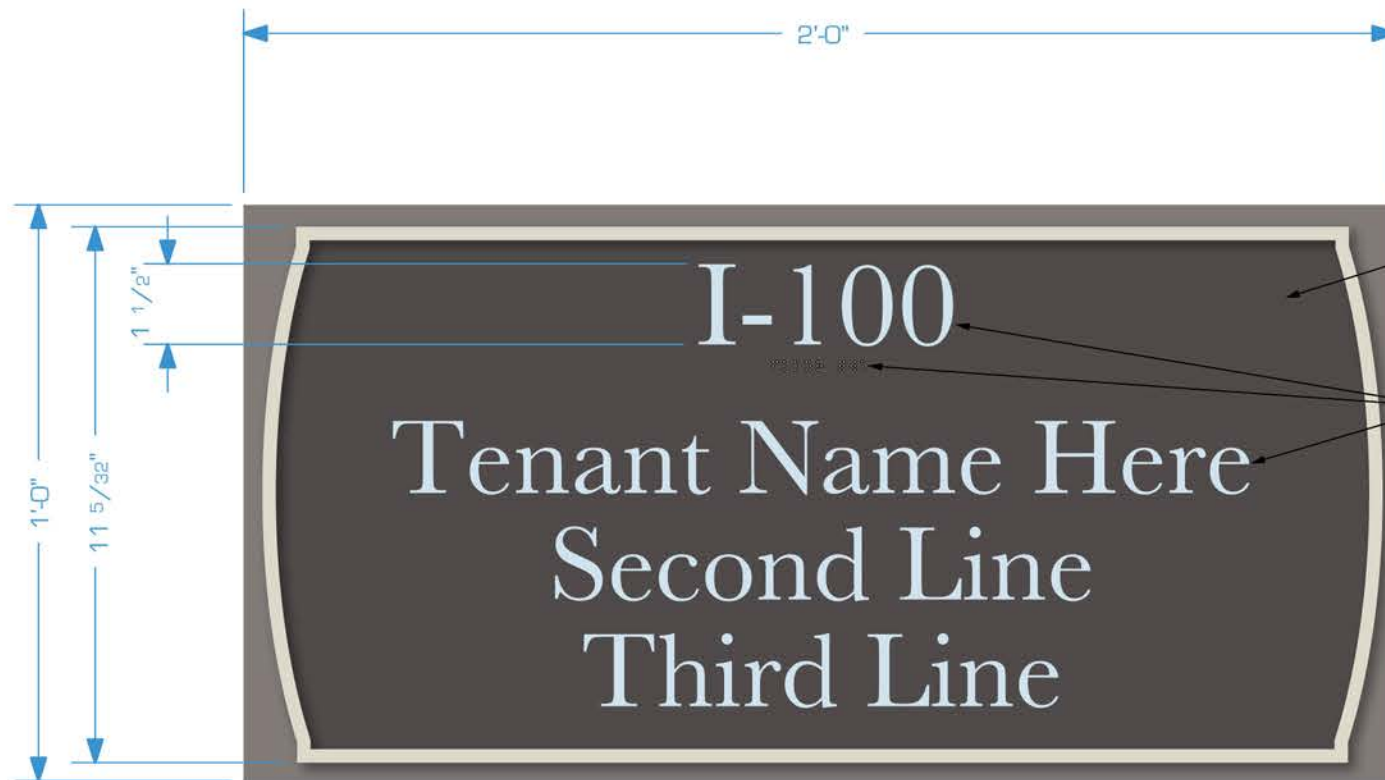 2'-0"
1'-0"
11 5/32"
1 1/2"
I-100
Tenant Name Here
Second Line
Third Line